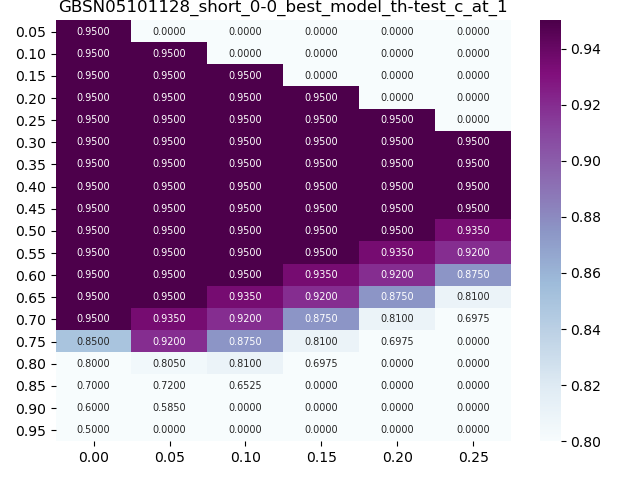 GBSN05101128_short_0-0_best_model_th-test_c_at_1
0.05 0.9500 0.0000 0.0000 0.0000 0.0000 0.0000
0.10 0.9500 0.9500 0.0000 0.0000 0.0000 0.0000
0.15 0.9500 0.9500 0.9500 0.0000 0.0000 0.0000
0.20 0.9500 0.9500 0.9500 0.9500 0.0000 0.0000
0.25 0.9500 0.9500 0.9500 0.9500 0.9500 0.0000
0.30 0.9500 0.9500 0.9500 0.9500 0.9500 0.9500
0.35 0.9500 0.9500 0.9500 0.9500 0.9500 0.9500
0.40 0.9500 0.9500 0.9500 0.9500 0.9500 0.9500
0.45 0.9500 0.9500 0.9500 0.9500 0.9500 0.9500
0.50 0.9500 0.9500 0.9500 0.9500 0.9500 0.9350
0.55 0.9500 0.9500 0.9500 0.9500 0.9350 0.9200
0.60 0.9500 0.9500 0.9500 0.9350 0.9200 0.8750
0.65 0.9500 0.9500 0.9350 0.9200 0.8750 0.8100
0.70 0.9500 0.9350 0.9200 0.8750 0.8100 0.6975
0.75 0.8500 0.9200 0.8750 0.8100 0.6975 0.0000
0.80 0.8000 0.8050 0.8100 0.6975 0.0000 0.0000
0.85 0.7000 0.7200 0.6525 0.0000 0.0000 0.0000
0.90 0.6000 0.5850 0.0000 0.0000 0.0000 0.0000
0.95 0.5000 0.0000 0.0000 0.0000 0.0000 0.0000
0.00 0.05 0.10 0.15 0.20 0.25
0.94
0.92
0.90
0.88
0.86
0.84
0.82
0.80